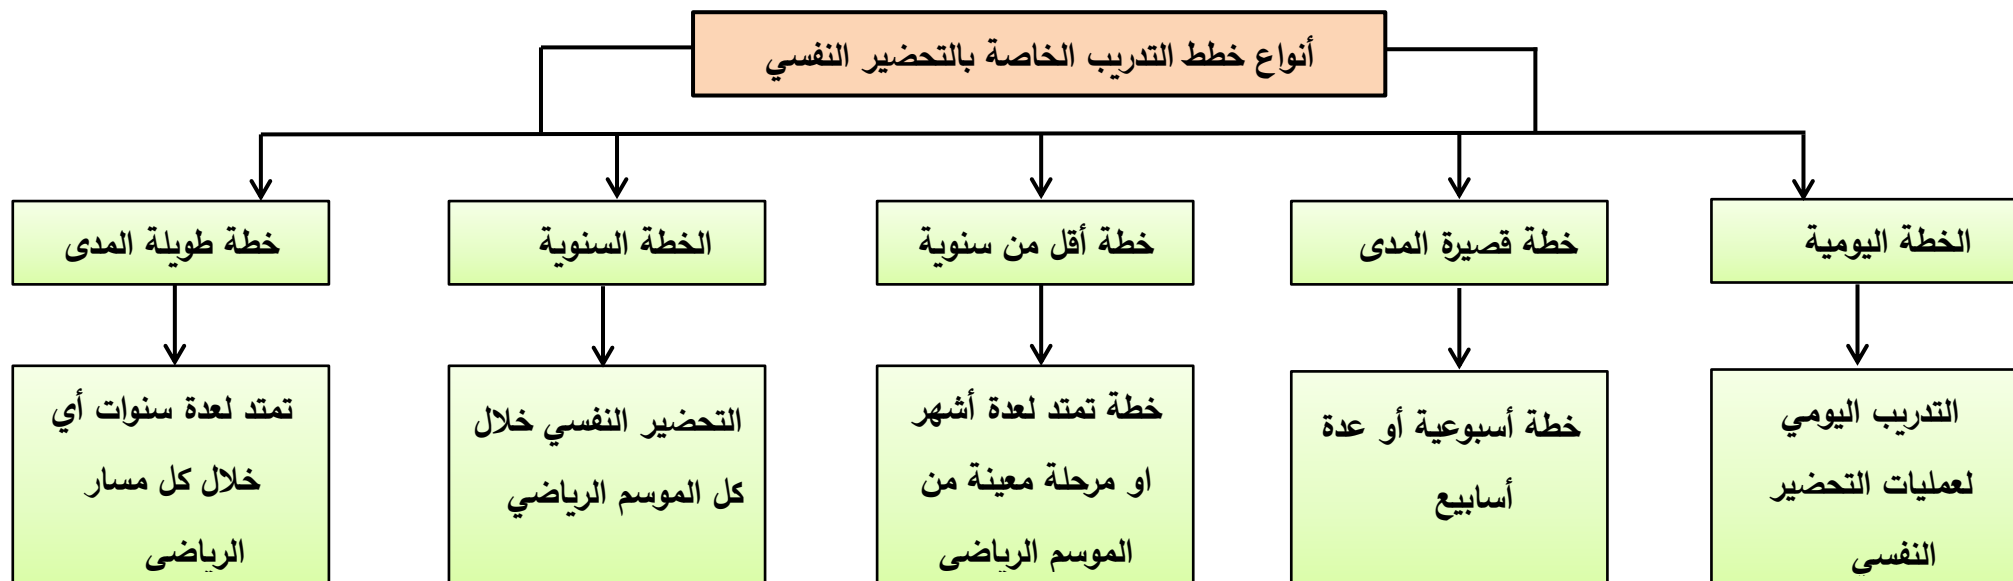 أنواع خطط التدريب الخاصة بالتحضير النفسي
الخطة اليومية
خطة قصيرة المدى
خطة أقل من سنوية
الخطة السنوية
خطة طويلة المدى
التدريب اليومي
لعمليات التحضير
النفسي
خطة أسبوعية أو عدة
أسابيع
خطة تمتد لعدة أشهر
او مرحلة معينة من
الموسم الرياضي
التحضير النفسي خلال
كل الموسم الرياضي
تمتد لعدة سنوات أي
خلال كل مسار
الرياضي